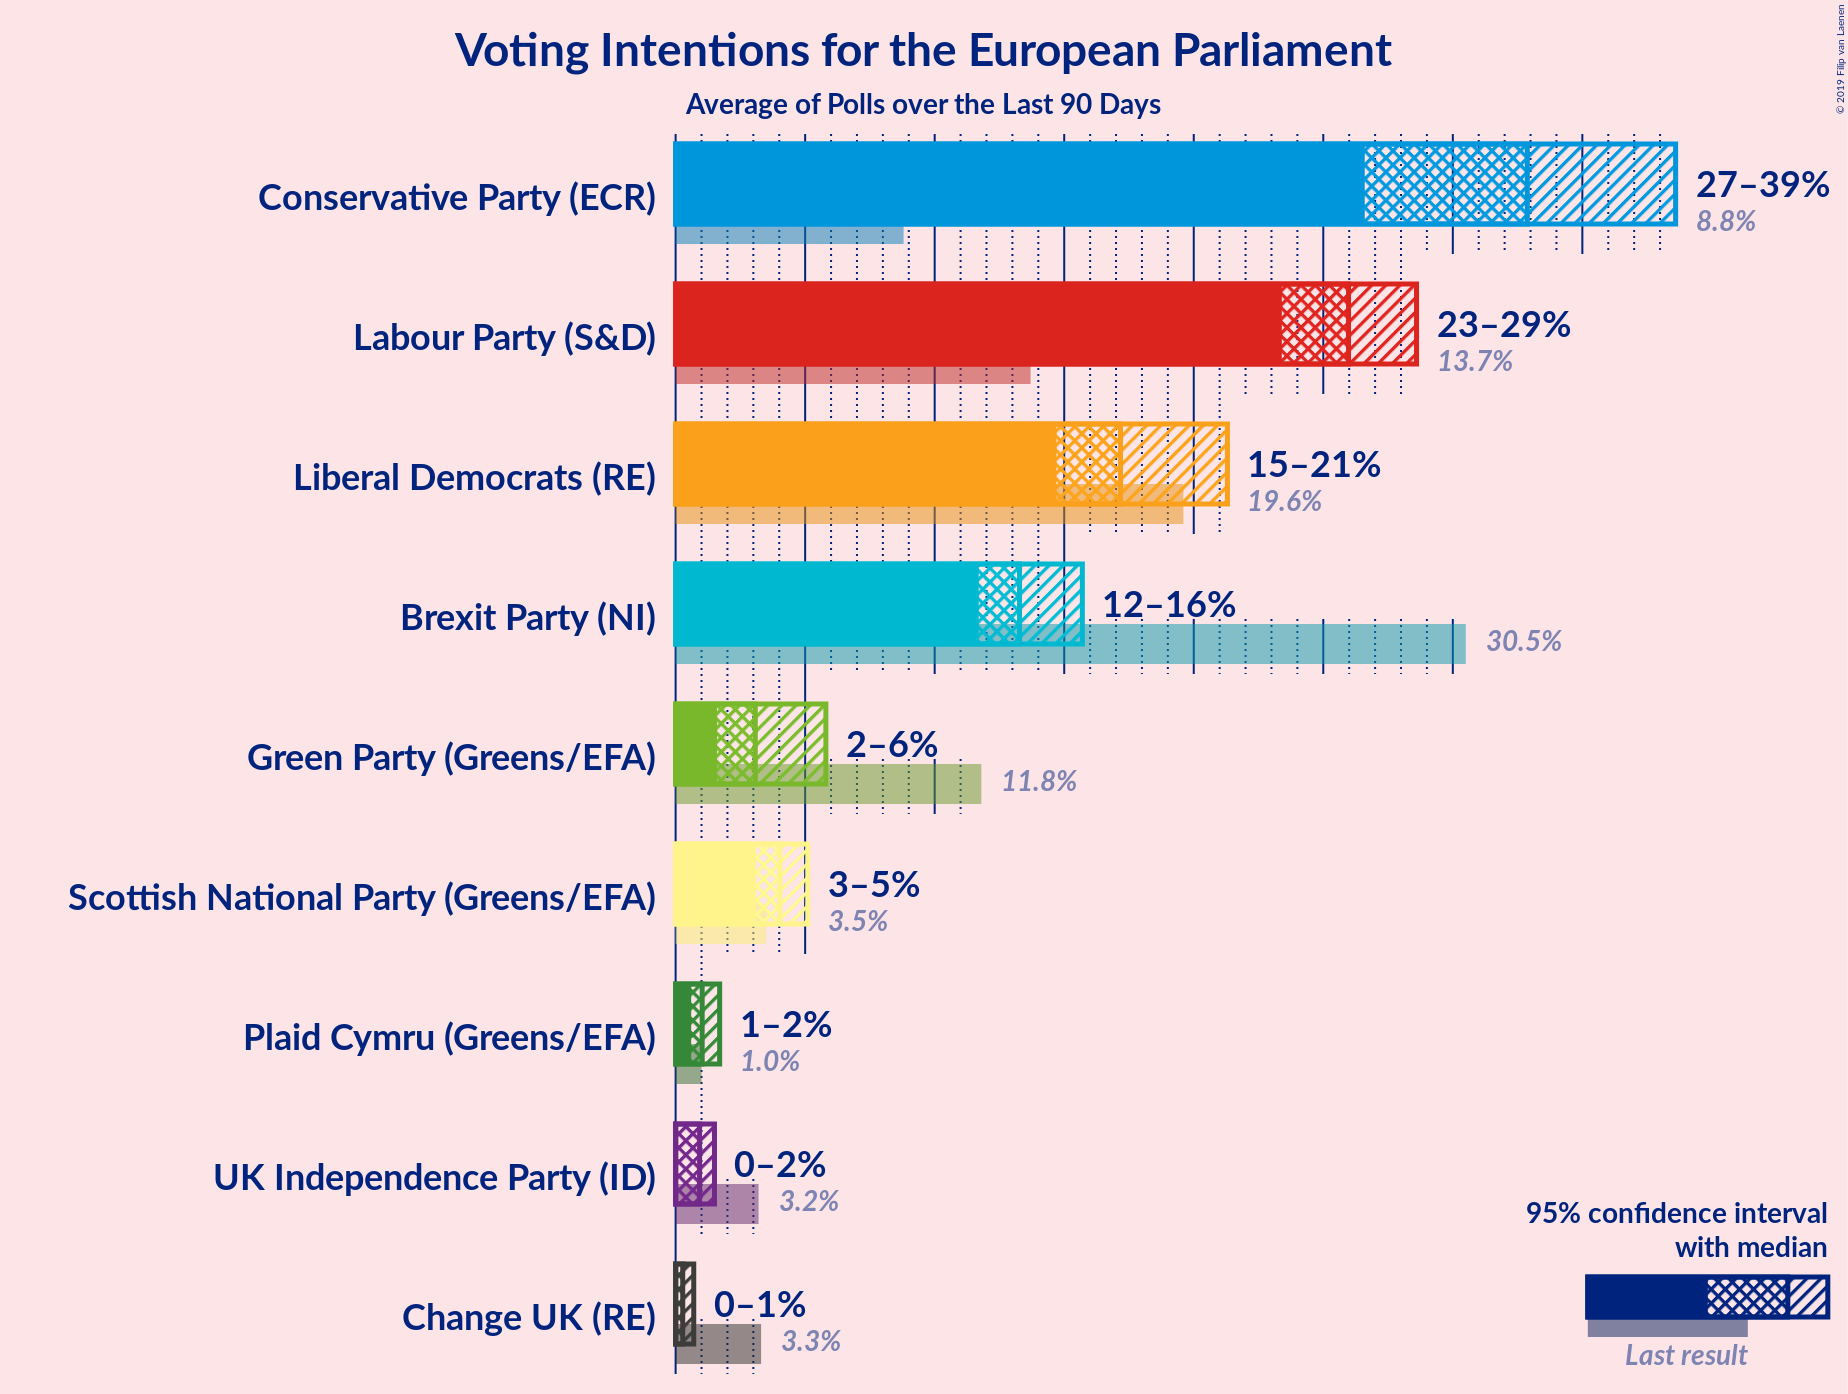 © 2019 Filip van Laenen
Voting Intentions for the European Parliament
Average of Polls over the Last 90 Days
Conservative Party (ECR)
27–39%
8.8%
Labour Party (S&D)
23–29%
13.7%
Liberal Democrats (RE)
15–21%
19.6%
Brexit Party (NI)
12–16%
30.5%
Green Party (Greens/EFA)
2–6%
11.8%
Scottish National Party (Greens/EFA)
3–5%
3.5%
Plaid Cymru (Greens/EFA)
1–2%
1.0%
UK Independence Party (ID)
0–2%
3.2%
Change UK (RE)
0–1%
3.3%
95% confidence interval
with median
Last result